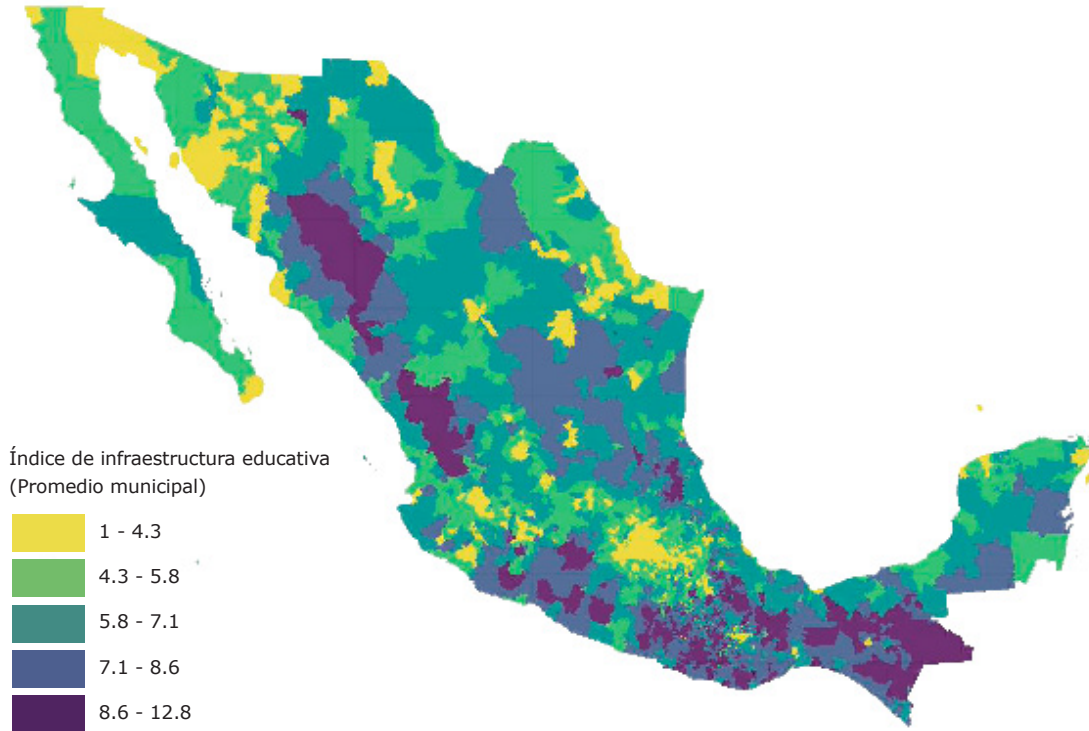 Índice de infraestructura educativa
(Promedio municipal)
1 - 4.3
4.3 - 5.8
5.8 - 7.1
7.1 - 8.6
8.6 - 12.8